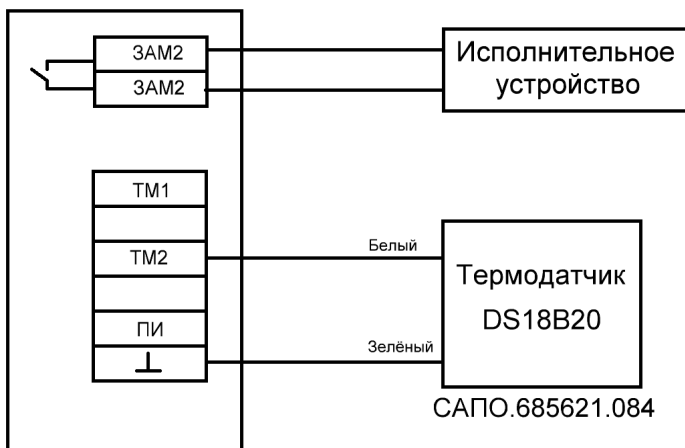 ЗАМ2
ЗАМ2
Исполнительное
устройство
ТМ1
ТМ2
ПИ
Белый
Зелёный
Термодатчик
DS18B20
САПО.685621.084